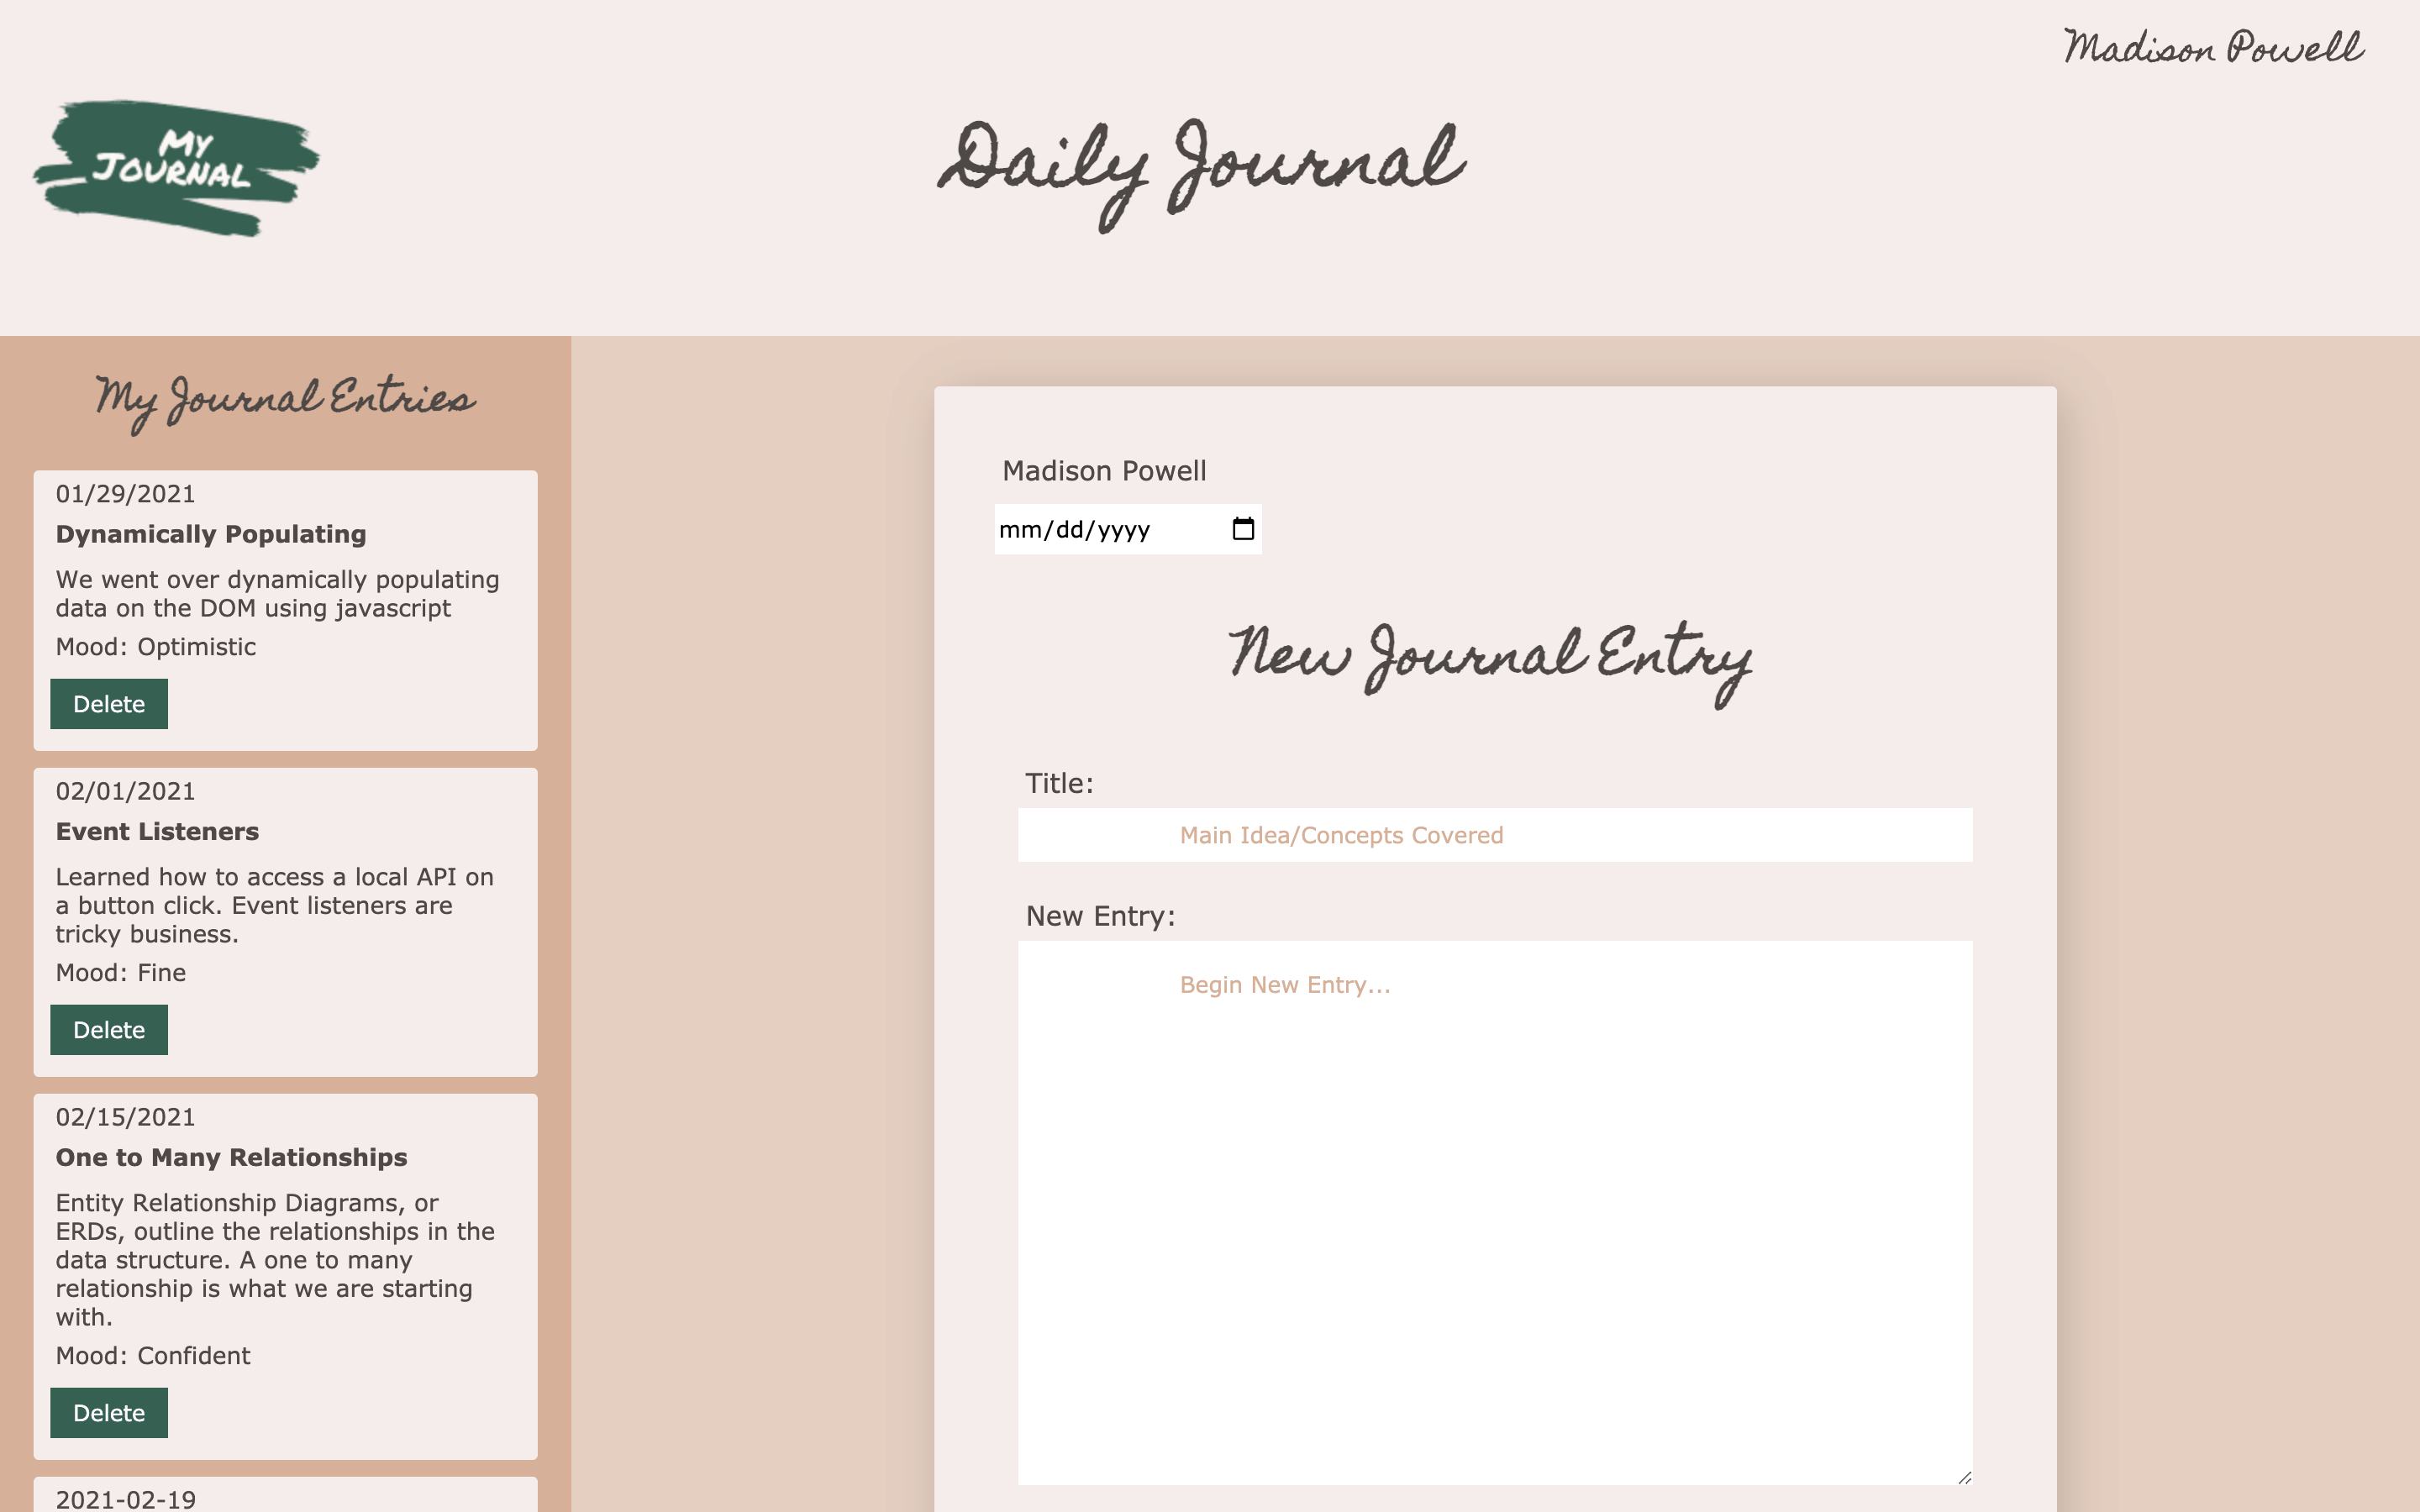 Madison Powell
My
Journal
Daily Journal
My Journal Entries
01/29/2021
Dynamically Populating
We went over dynamically populating
data on the DOM using javascript
Mood: Optimistic
Delete
02/01/2021
Event Listeners
Learned how to access a local API on
a button click. Event listeners are
tricky business.
Mood: Fine
Delete
02/15/2021
One to Many Relationships
Entity Relationship Diagrams, or
ERDs, outline the relationships in the
data structure. A one to many
relationship is what we are starting
with.
Mood: Confident
Delete
2021-02-19
Madison Powell
mm/dd/yyyy
New Journal Entry
Title:
Main Idea/Concepts Covered
New Entry:
Begin New Entry...